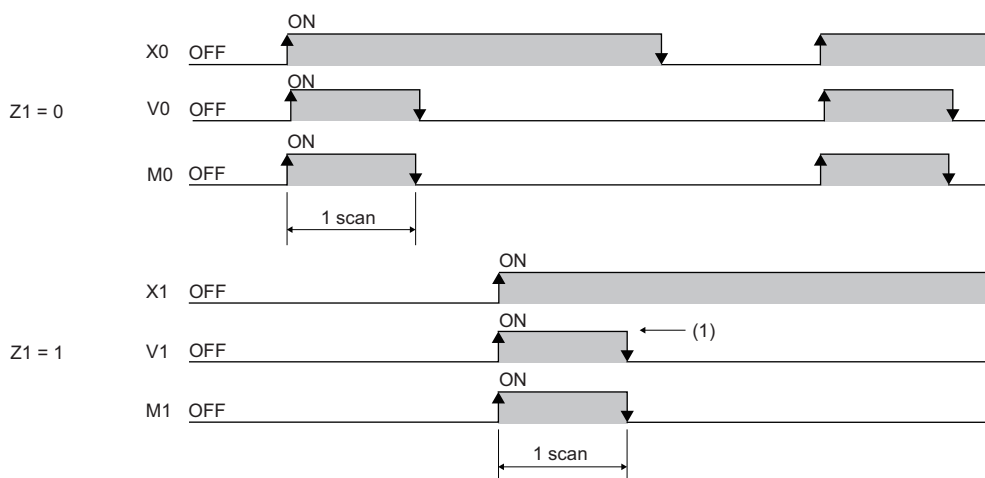 ON
X0 OFF
ON
Z1 = 0 V0 OFF
ON
M0 OFF
1 scan
ON
X1 OFF
ON
(1)
Z1 = 1 V1 OFF
ON
M1 OFF
1 scan